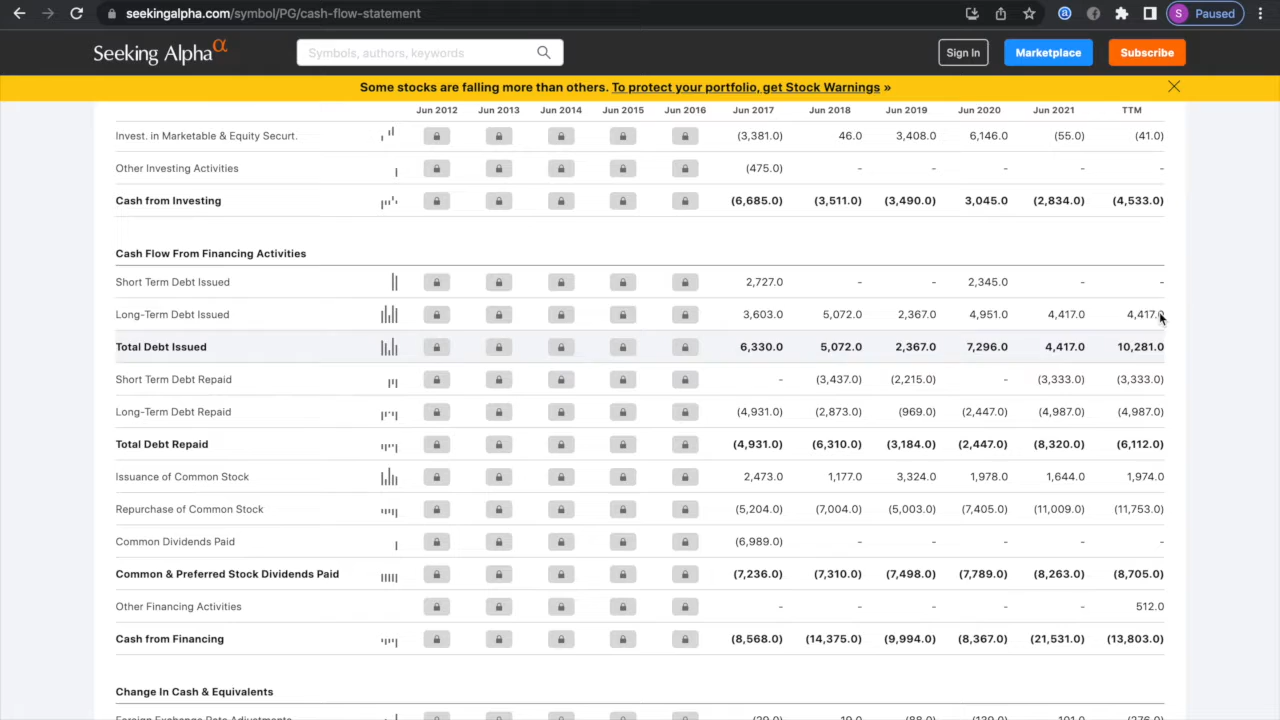 seekingalpha.com/symbol/PG/cash-flow-statement
S Paused
Seeking Alpha α
Symbols, authors, keywords
Sign In
Marketplace
Subscribe
Some stocks are falling more than others. To protect your portfolio, get Stock Warnings »
Jun 2012 Jun 2013 Jun 2014 Jun 2015 Jun 2016 Jun 2017 Jun 2018 Jun 2019 Jun 2020 Jun 2021 TTM
Invest. in Marketable & Equity Securt. (3,381.0) 46.0 3,408.0 6,146.0 (55.0) (41.0)
Other Investing Activities (475.0) - - - - -
Cash from Investing (6,685.0) (3,511.0) (3,490.0) 3,045.0 (2,834.0) (4,533.0)
Cash Flow From Financing Activities
Short Term Debt Issued 2,727.0 - - 2,345.0 - -
Long-Term Debt Issued 3,603.0 5,072.0 2,367.0 4,951.0 4,417.0 4,417.0
Total Debt Issued 6,330.0 5,072.0 2,367.0 7,296.0 4,417.0 10,281.0
Short Term Debt Repaid - (3,437.0) (2,215.0) - (3,333.0) (3,333.0)
Long-Term Debt Repaid (4,931.0) (2,873.0) (969.0) (2,447.0) (4,987.0) (4,987.0)
Total Debt Repaid (4,931.0) (6,310.0) (3,184.0) (2,447.0) (8,320.0) (6,112.0)
Issuance of Common Stock 2,473.0 1,177.0 3,324.0 1,978.0 1,644.0 1,974.0
Repurchase of Common Stock (5,204.0) (7,004.0) (5,003.0) (7,405.0) (11,009.0) (11,753.0)
Common Dividends Paid (6,989.0) - - - - -
Common & Preferred Stock Dividends Paid (7,236.0) (7,310.0) (7,498.0) (7,789.0) (8,263.0) (8,705.0)
Other Financing Activities - - - - - 512.0
Cash from Financing (8,568.0) (14,375.0) (9,994.0) (8,367.0) (21,531.0) (13,803.0)
Change In Cash & Equivalents
Foreign Exchange Rate Adjustments